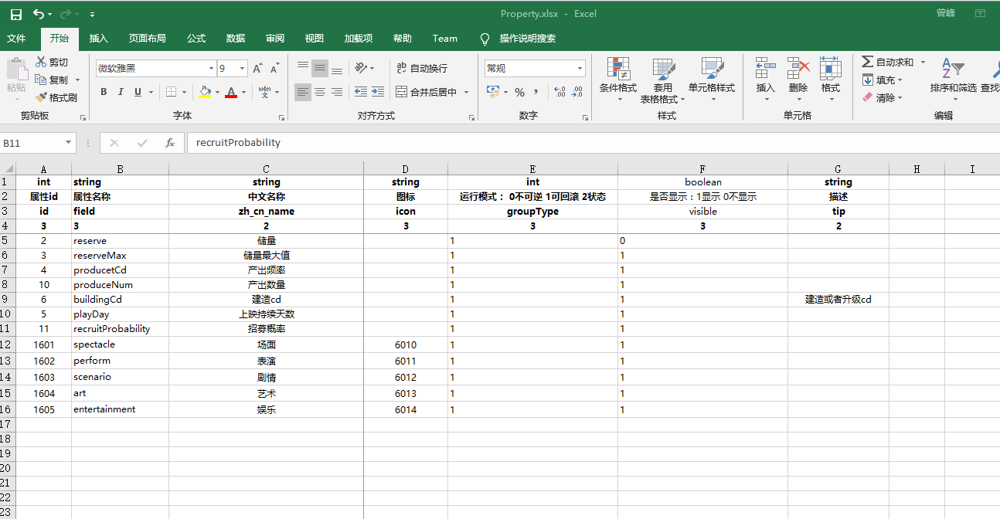 Property.xlsx - Excel
曾峰
文件 开始 插入 页面布局 公式 数据 审阅 视图 加载项 帮助 Team 操作说明搜索
粘贴 剪切 复制 格式刷
剪贴板
微软雅黑 9
B I U wén 文
字体
ab 自动换行
合并后居中
对齐方式
常规
% , .00
数字
条件格式 套用 表格格式 单元格样式
样式
插入 删除 格式
单元格
自动求和 填充 清除 排序和筛选 查找
编辑
B11 fx recruitProbability
A B C D E F G H I
1 int string string string int boolean string
2 属性id 属性名称 中文名称 图标 运行模式： 0不可逆 1可回滚 2状态 是否显示：1显示 0不显示 描述
3 id field zh_cn_name icon groupType visible tip
4 3 3 2 3 3 3 2
5 2 reserve 储量 1 0
6 3 reserveMax 储量最大值 1 1
7 4 producetCd 产出频率 1 1
8 10 produceNum 产出数量 1 1
9 6 buildingCd 建造cd 1 1 建造或者升级cd
10 5 playDay 上映持续天数 1 1
11 11 recruitProbability 招募概率 1 1
12 1601 spectacle 场面 6010 1 1
13 1602 perform 表演 6011 1 1
14 1603 scenario 剧情 6012 1 1
15 1604 art 艺术 6013 1 1
16 1605 entertainment 娱乐 6014 1 1
17
18
19
20
21
22
23